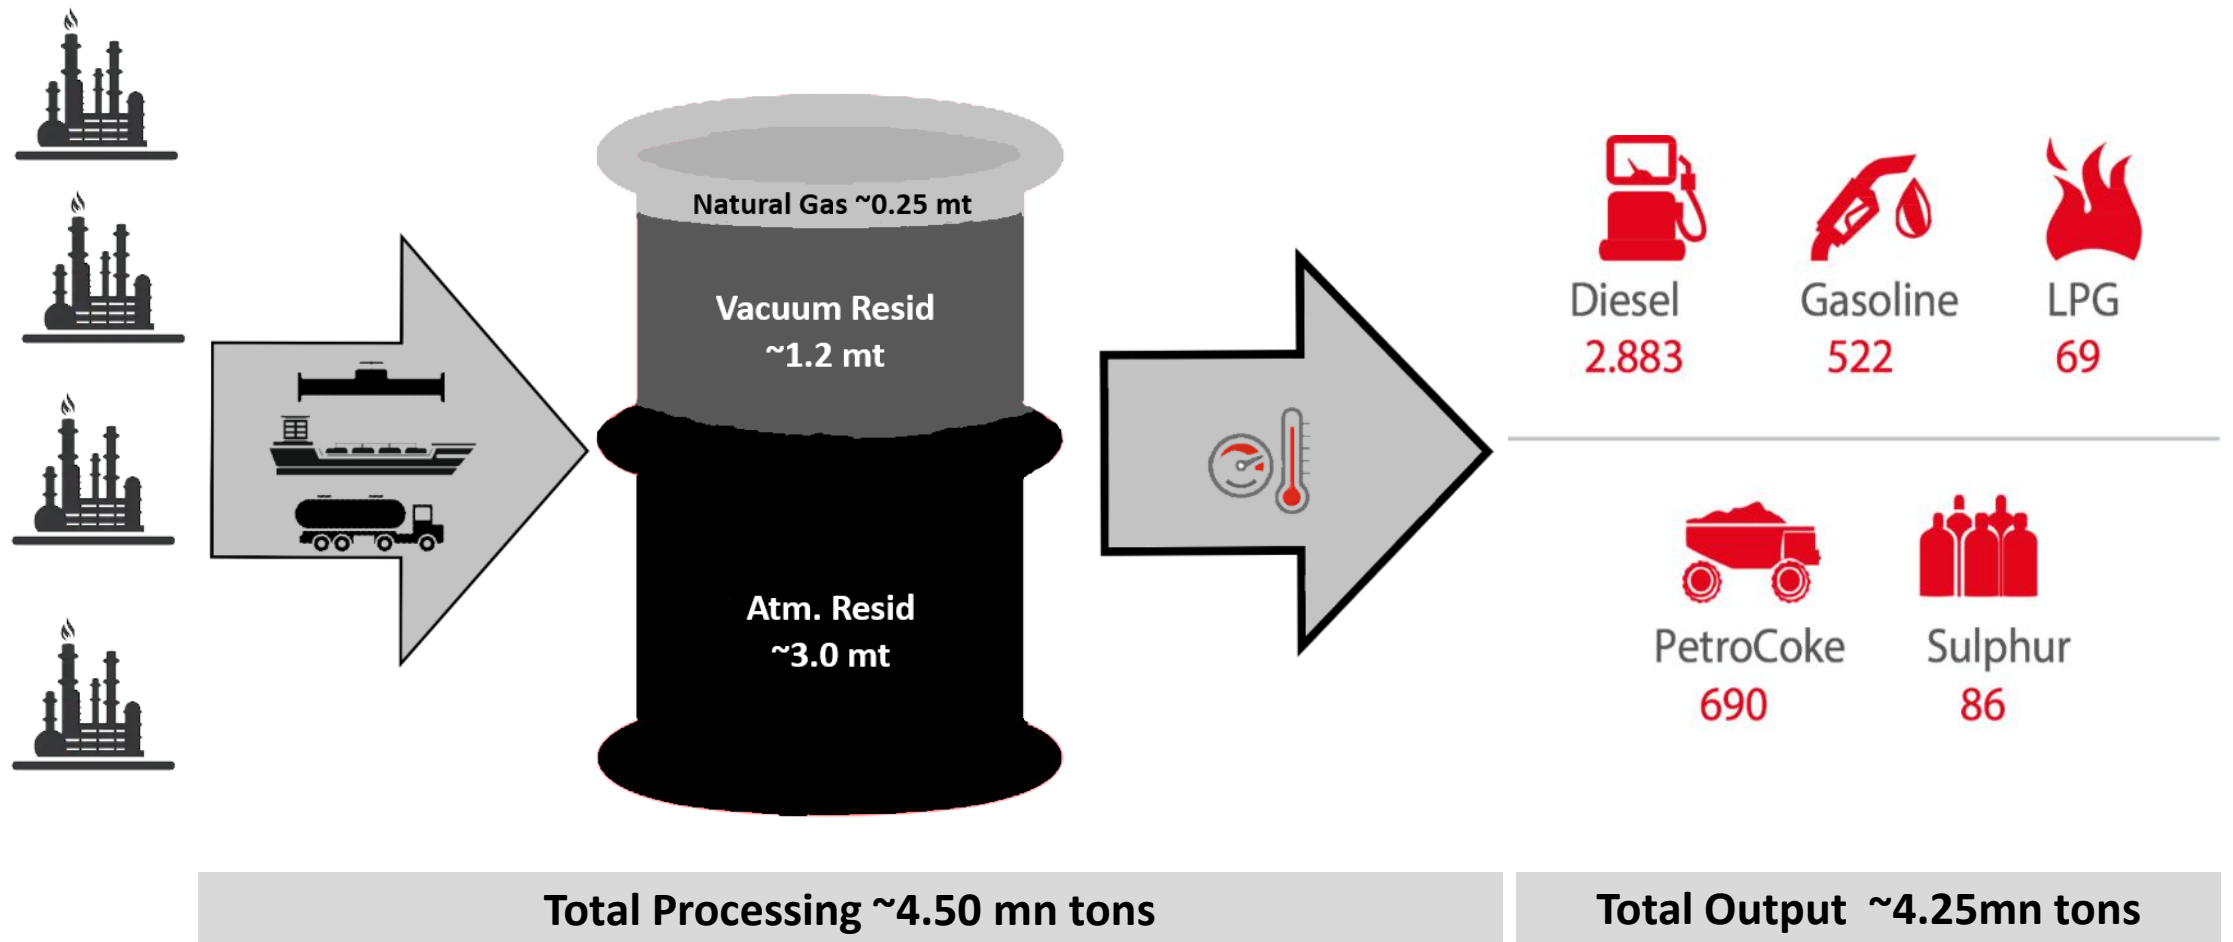 Natural Gas ~0.25 mt
Vacuum Resid
~1.2 mt
Atm. Resid
~3.0 mt
Diesel
2.883
Gasoline
522
LPG
69
PetroCoke
690
Sulphur
86
Total Processing ~4.50 mn tons
Total Output ~4.25mn tons